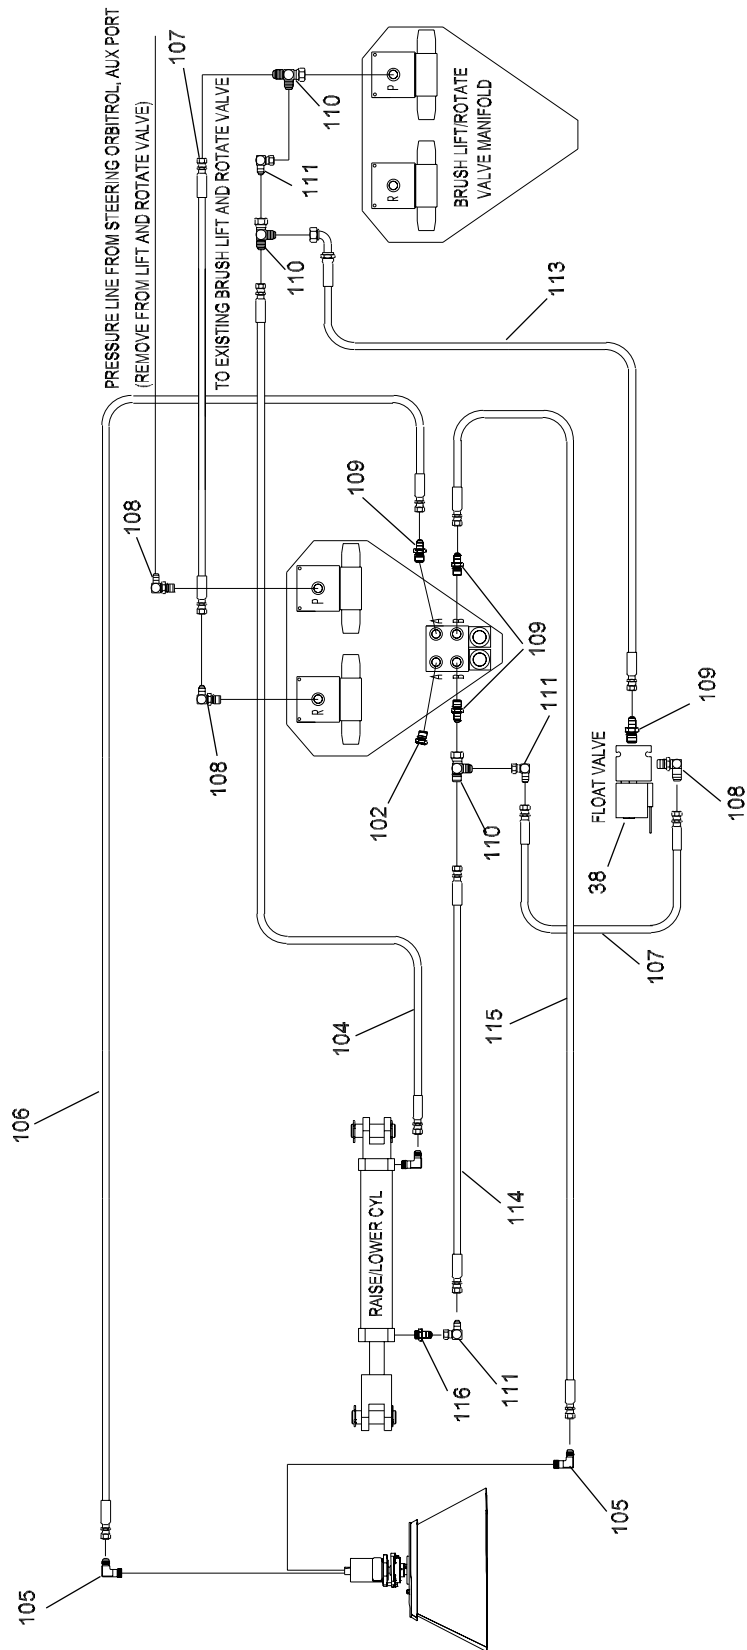 105
106
PRESSURE LINE FROM STEERING ORBITROL, AUX PORT
(REMOVE FROM LIFT AND ROTATE VALVE)
108
107
TO EXISTING BRUSH LIFT AND ROTATE VALVE
108
111
110
110
R
P
104
109
RAISE/LOWER CYL
102
R
P
A
A
B
B
BRUSH LIFT/ROTATE
VALVE MANIFOLD
116
110
115
111
114
109
111
113
FLOAT VALVE
38
105
107
109
108